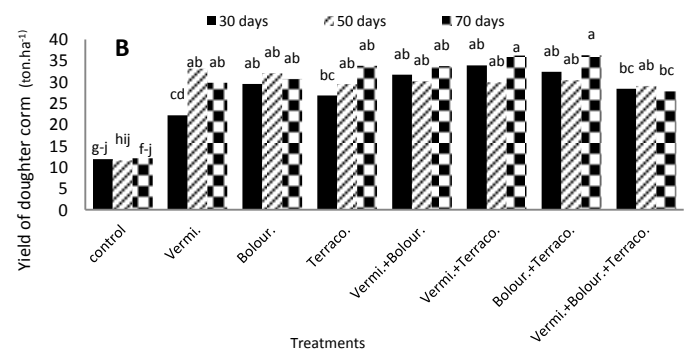 30 days 50 days 70 days
B
Yield of doughter corm (ton.ha⁻¹)
40
35
30
25
20
15
10
5
0
g-j hij f-j
cd ab ab
ab ab ab
bc ab ab
ab ab ab
ab ab a
ab ab a
bc ab bc
control
Vermi.
Bolour.
Terraco.
Vermi.+Bolour.
Vermi.+Terraco.
Bolour.+Terraco.
Vermi.+Bolour.+Terraco.
Treatments